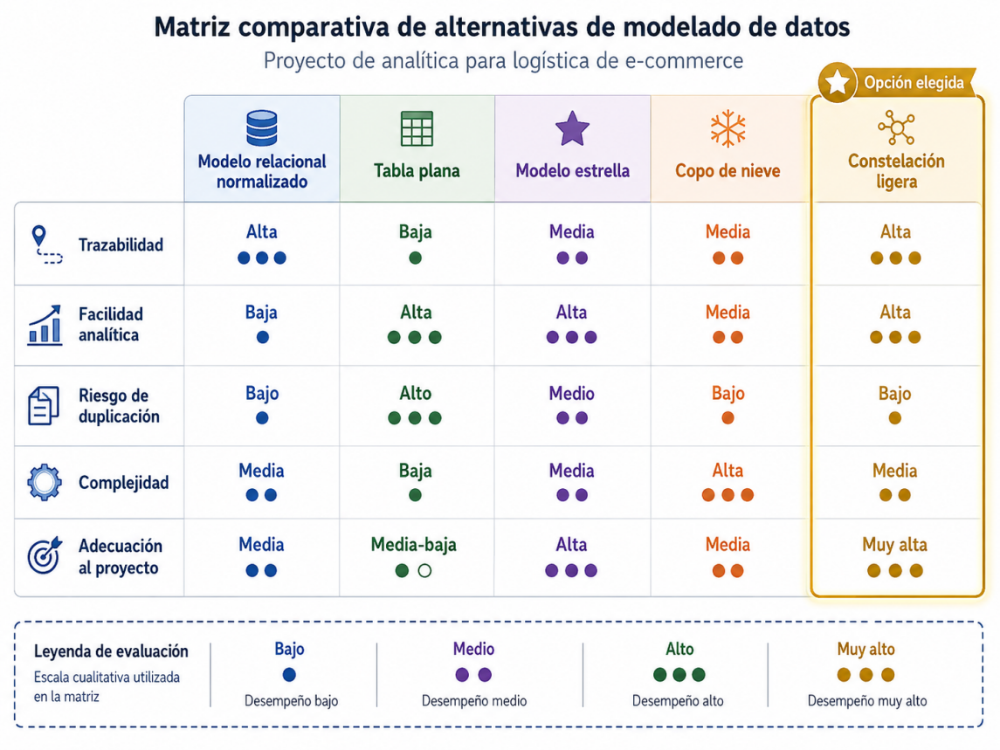 Matriz comparativa de alternativas de modelado de datos
Proyecto de analítica para logística de e-commerce
Opción elegida
Modelo relacional
normalizado
Tabla plana
Modelo estrella
Copo de nieve
Constelación
ligera
Trazabilidad
Alta
Baja
Media
Media
Alta
Facilidad
analítica
Baja
Alta
Alta
Media
Alta
Riesgo de
duplicación
Bajo
Alto
Medio
Bajo
Bajo
Complejidad
Media
Baja
Media
Alta
Media
Adecuación
al proyecto
Media
Media-baja
Alta
Media
Muy alta
Leyenda de evaluación
Escala cualitativa utilizada
en la matriz
Bajo
Desempeño bajo
Medio
Desempeño medio
Alto
Desempeño alto
Muy alto
Desempeño muy alto